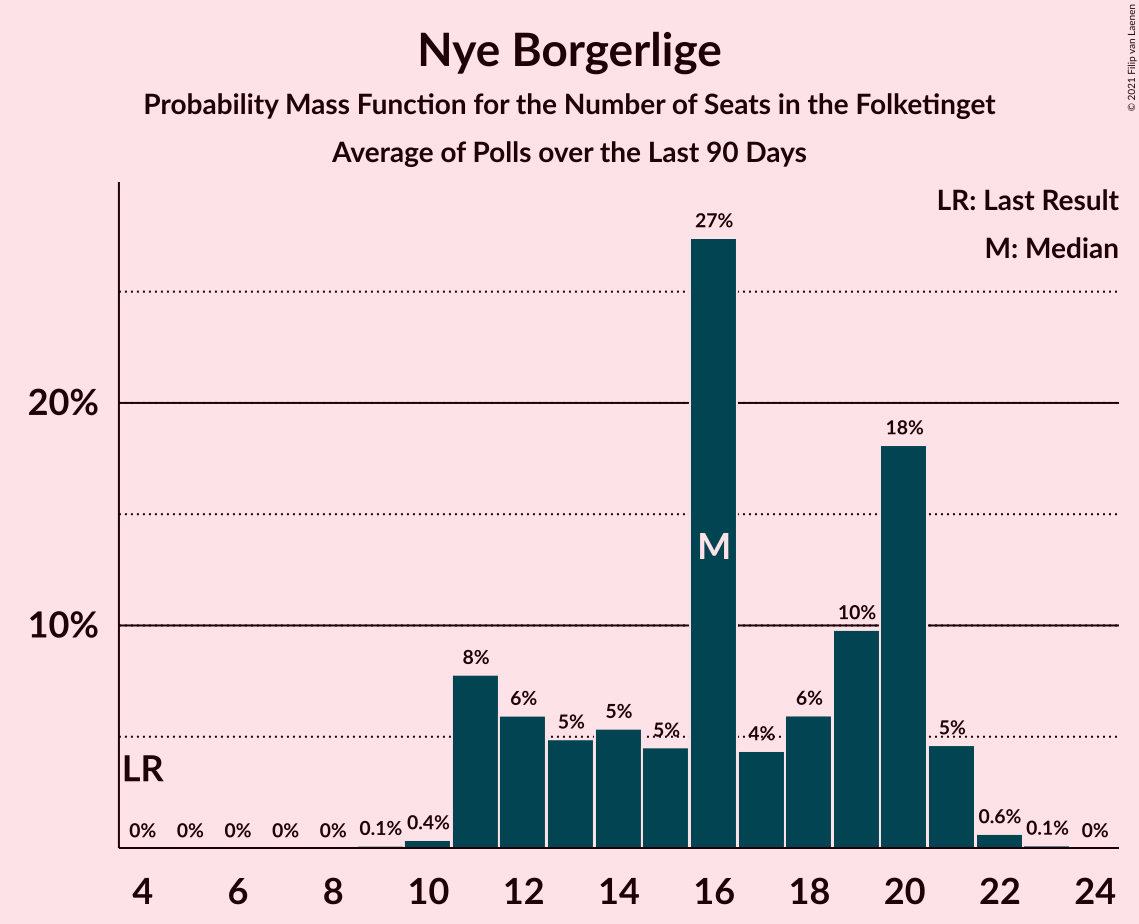 Nye Borgerlige
Probability Mass Function for the Number of Seats in the Folketinget
Average of Polls over the Last 90 Days
© 2021 Filip van Laenen
LR: Last Result
M: Median
27%
20%
18%
M
10%
10%
8%
6%
5%
5%
5%
4%
6%
5%
LR
0%
0%
0%
0%
0%
0.1%
0.4%
0.6%
0.1%
0%
4 6 8 10 12 14 16 18 20 22 24